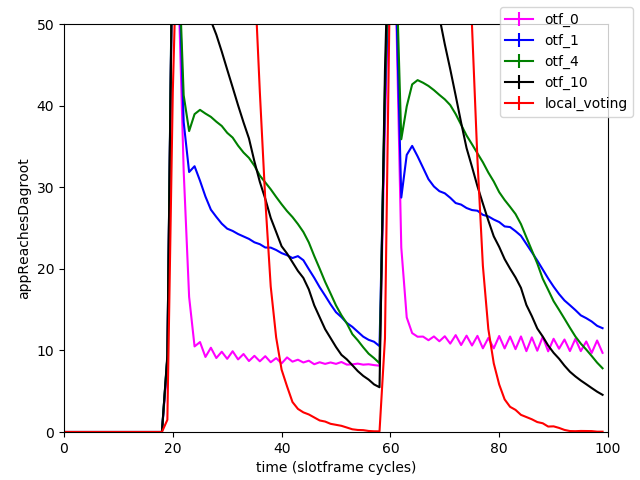 otf_0
otf_1
otf_4
otf_10
local_voting
50
40
30
20
10
0
appReachesDagroot
0
20
40
60
80
100
time (slotframe cycles)